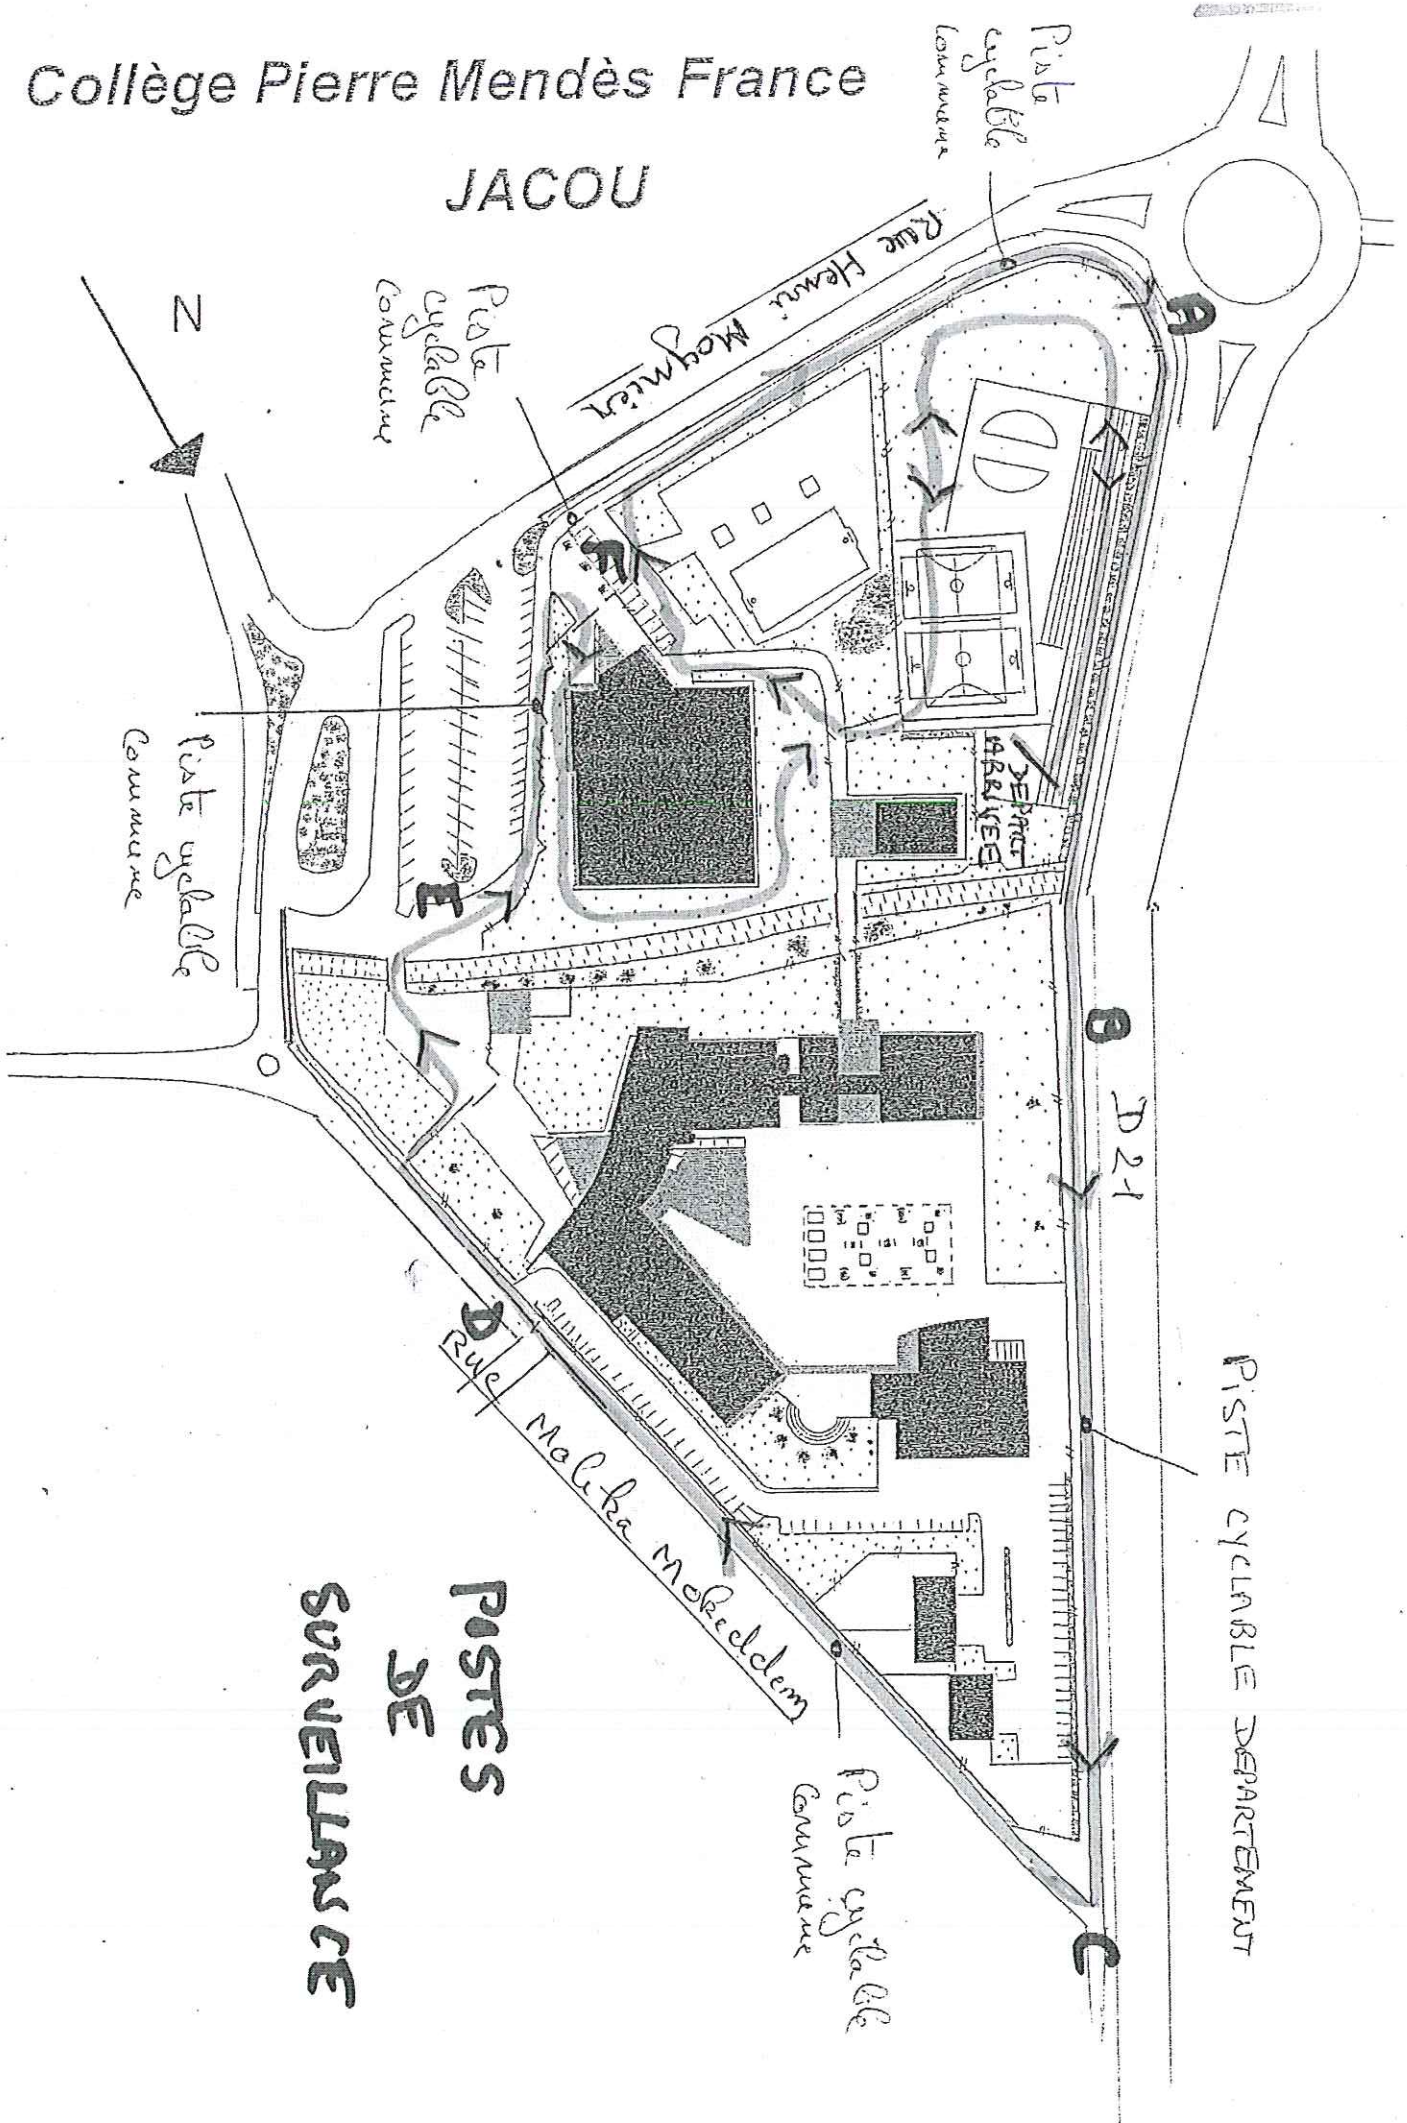 Collège Pierre Mendès France
JACOU
Piste
cyclable
Commune
A
Rue Henri Moynier
Piste
cyclable
Commune
N
F
DEPART
ARRIVEE
Piste cyclable
Commune
E
B
D21
D
Rue Malika Mokeddem
PISTE CYCLABLE DEPARTEMENT
PISTES
DE
SURVEILLANCE
Piste cyclable
Commune
C